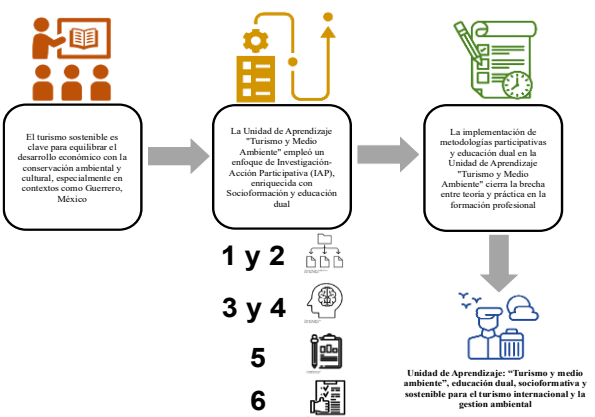 El turismo sostenible es
clave para equilibrar el
desarrollo económico con la
conservación ambiental y
cultural, especialmente en
contextos como Guerrero,
México
La Unidad de Aprendizaje
"Turismo y Medio
Ambiente" empleó un
enfoque de Investigación-
Acción Participativa (IAP),
enriquecida con
Socioformación y educación
dual
La implementación de
metodologías participativas
y educación dual en la
Unidad de Aprendizaje
"Turismo y Medio
Ambiente" cierra la brecha
entre teoría y práctica en la
formación profesional
1 y 2
3 y 4
5
6
Unidad de Aprendizaje: “Turismo y medio
ambiente”, educación dual, socioformativa y
sostenible para el turismo internacional y la
gestion ambiental